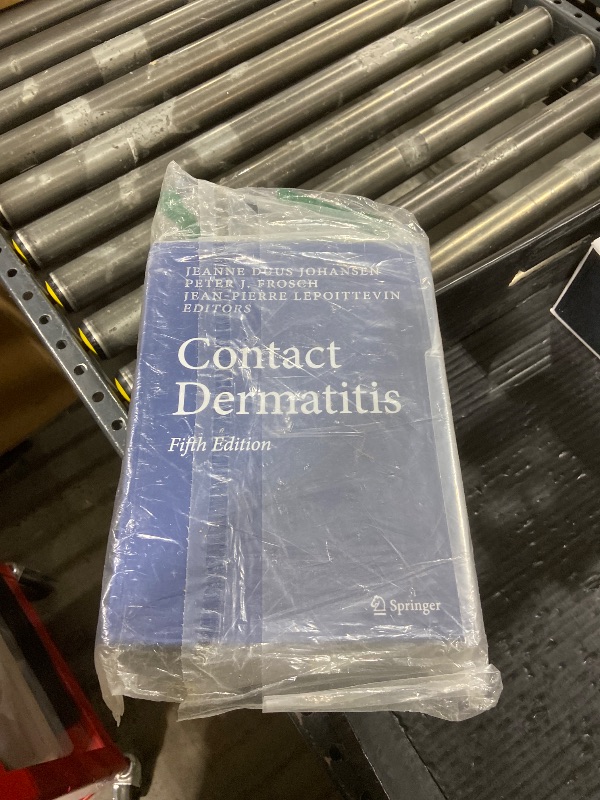 JEANNE DUUS JOHANSEN
PETER J. FROSCH
JEAN-PIERRE LEPOITTEVIN
EDITORS
Contact
Dermatitis
Fifth Edition
Springer